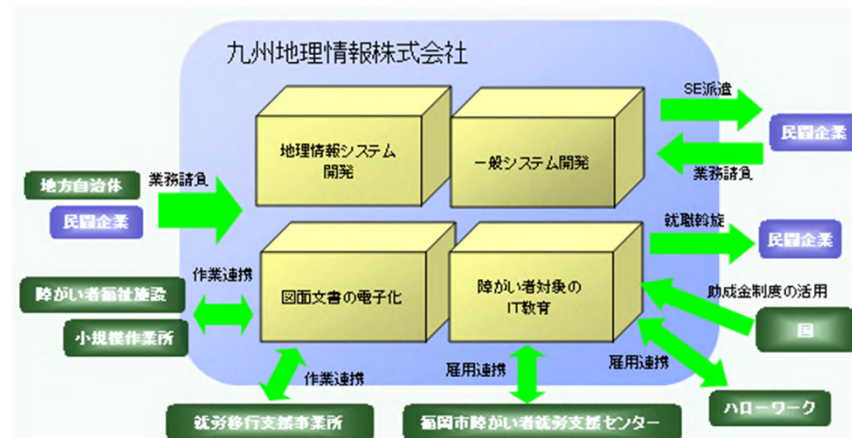 九州地理情報株式会社
SE派遣
民間企業
業務請負
地理情報システム
開発
一般システム開発
業務請負
地方自治体
民間企業
就職斡旋
民間企業
作業連携
障がい者福祉施設
小規模作業所
図面文書の電子化
障がい者対象の
IT教育
助成金制度の活用
国
作業連携
雇用連携
雇用連携
就労移行支援事業所
福岡市障がい者就労支援センター
ハローワーク